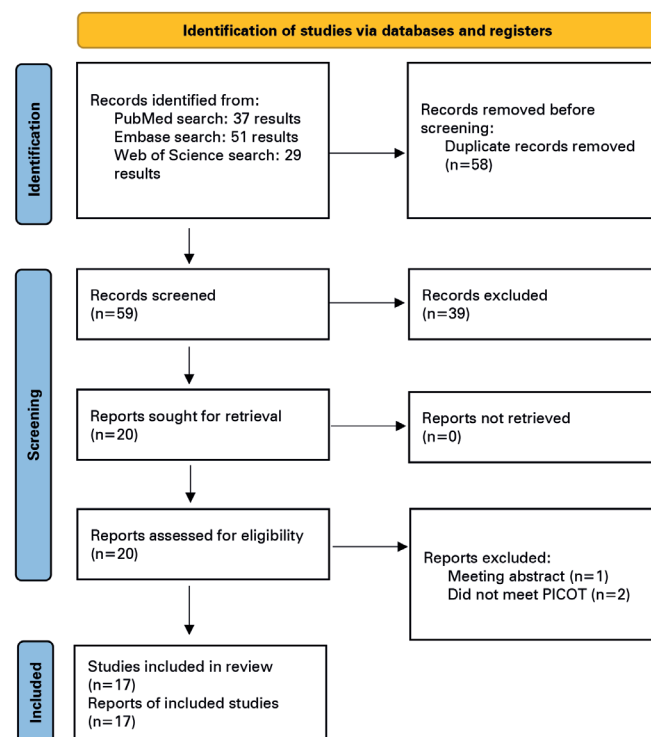 Identification of studies via databases and registers
Identification
Records identified from:
PubMed search: 37 results
Embase search: 51 results
Web of Science search: 29
results
Records removed before
screening:
Duplicate records removed
(n=58)
Screening
Records screened
(n=59)
Records excluded
(n=39)
Reports sought for retrieval
(n=20)
Reports not retrieved
(n=0)
Reports assessed for eligibility
(n=20)
Reports excluded:
Meeting abstract (n=1)
Did not meet PICOT (n=2)
Included
Studies included in review
(n=17)
Reports of included studies
(n=17)